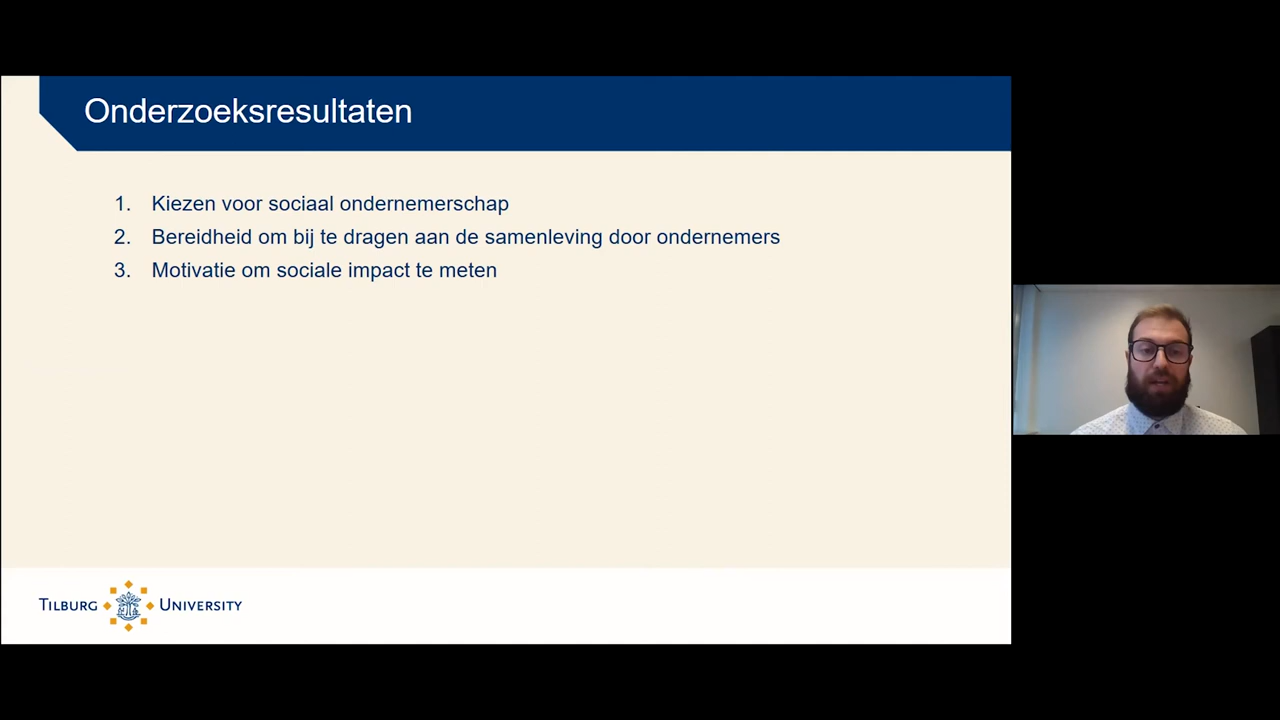 Onderzoeksresultaten
1. Kiezen voor sociaal ondernemerschap
2. Bereidheid om bij te dragen aan de samenleving door ondernemers
3. Motivatie om sociale impact te meten
TILBURG UNIVERSITY